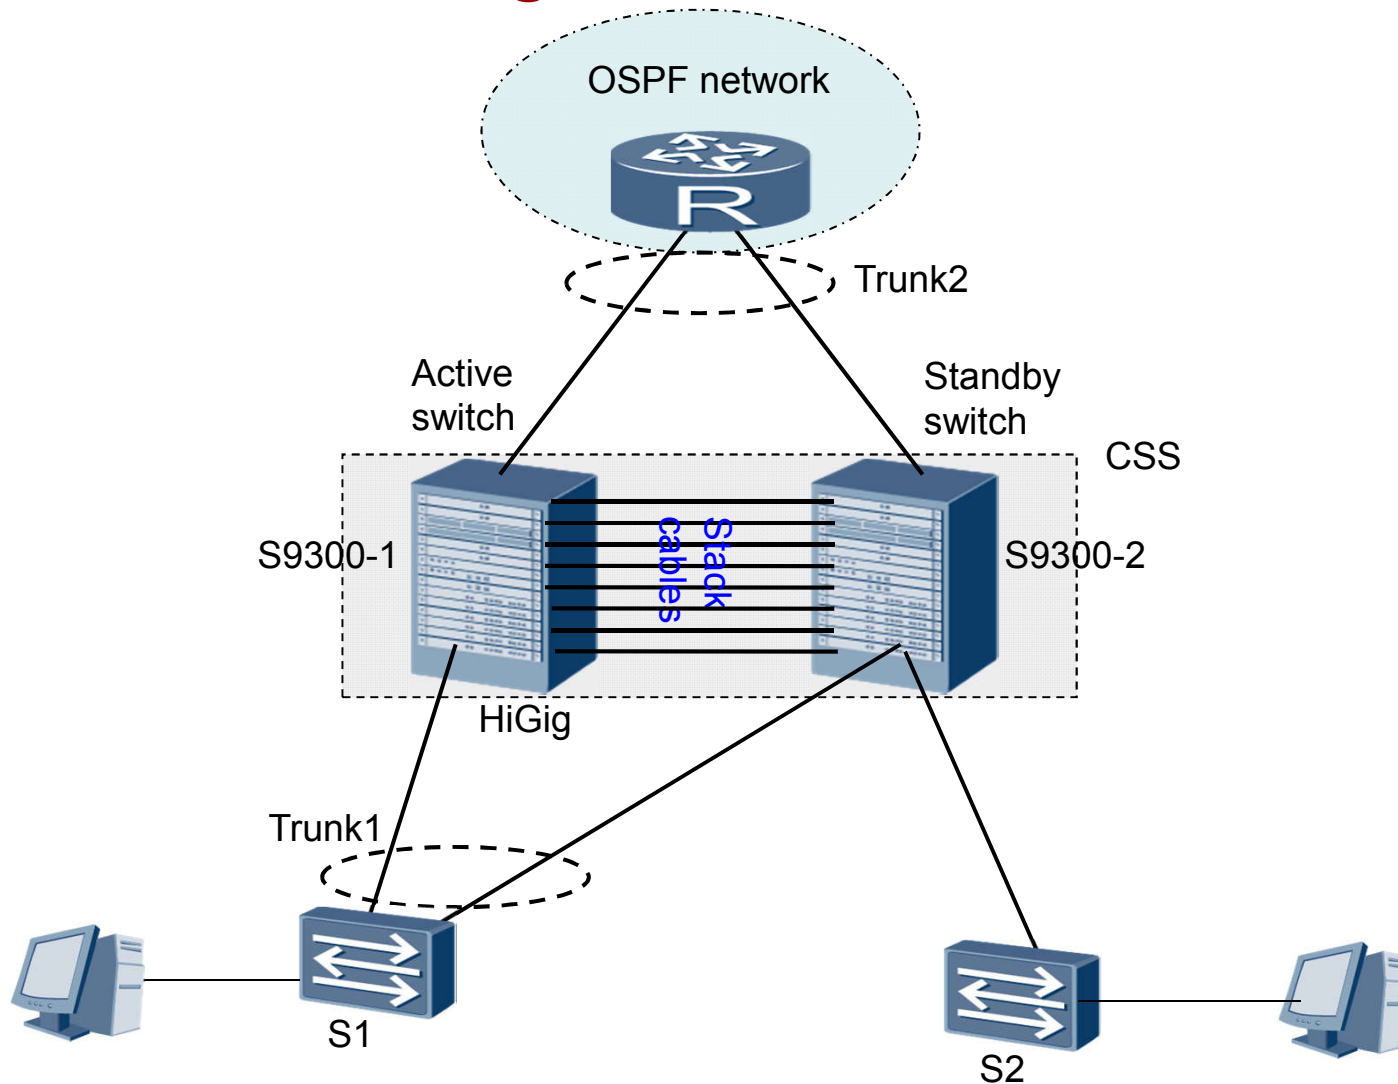 OSPF network
R
Trunk2
Active
switch
Standby
switch
CSS
S9300-1
Stack
cables
S9300-2
HiGig
Trunk1
S1
S2